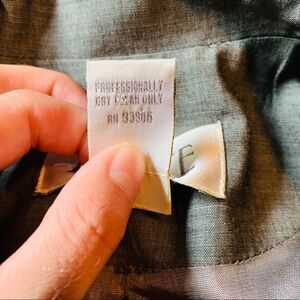 PROFESSIONALLY
DRY CLEAN ONLY
RN 93906
E